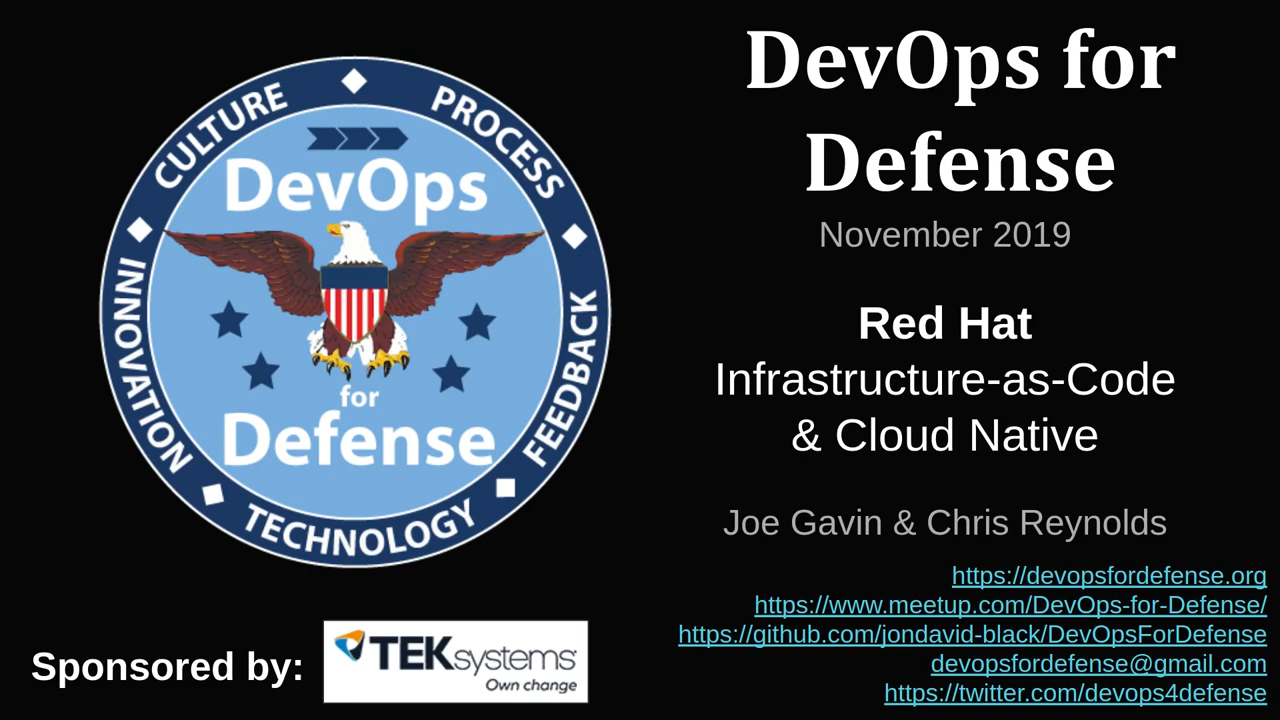 CULTURE
PROCESS
FEEDBACK
TECHNOLOGY
INNOVATION
DevOps
for
Defense
Sponsored by:
TEKsystems
Own change
DevOps for
Defense
November 2019
Red Hat
Infrastructure-as-Code
& Cloud Native
Joe Gavin & Chris Reynolds
https://devopsfordefense.org
https://www.meetup.com/DevOps-for-Defense/
https://github.com/jondavid-black/DevOpsForDefense
devopsfordefense@gmail.com
https://twitter.com/devops4defense